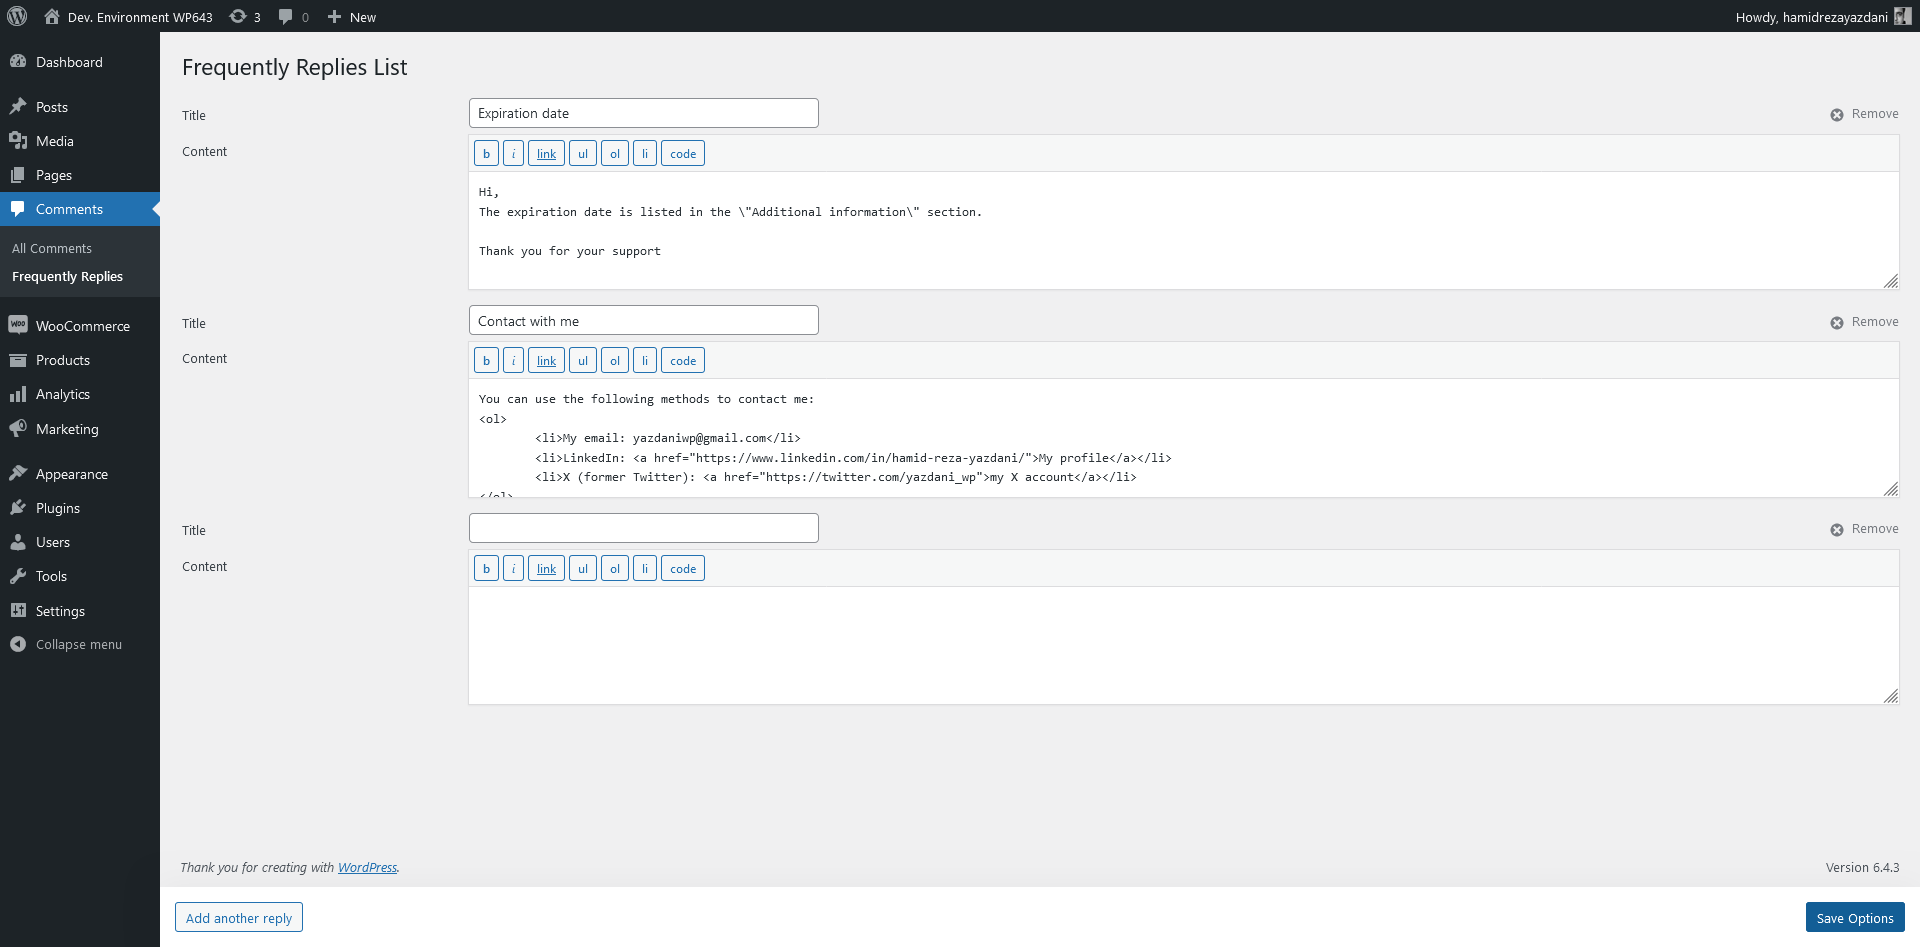 Dev. Environment WP643 3 0 New Howdy, hamidrezayazdani
Dashboard
Posts
Media
Pages
Comments
All Comments
Frequently Replies
WooCommerce
Products
Analytics
Marketing
Appearance
Plugins
Users
Tools
Settings
Collapse menu
Frequently Replies List
Title Expiration date Remove
Content b i link ul ol li code
Hi,
The expiration date is listed in the \"Additional information\" section.
Thank you for your support
Title Contact with me Remove
Content b i link ul ol li code
You can use the following methods to contact me:
<ol>
<li>My email: yazdaniwp@gmail.com</li>
<li>LinkedIn: <a href="https://www.linkedin.com/in/hamid-reza-yazdani/">My profile</a></li>
<li>X (former Twitter): <a href="https://twitter.com/yazdani_wp">my X account</a></li>
</ol>
Title Remove
Content b i link ul ol li code
Thank you for creating with WordPress. Version 6.4.3
Add another reply Save Options